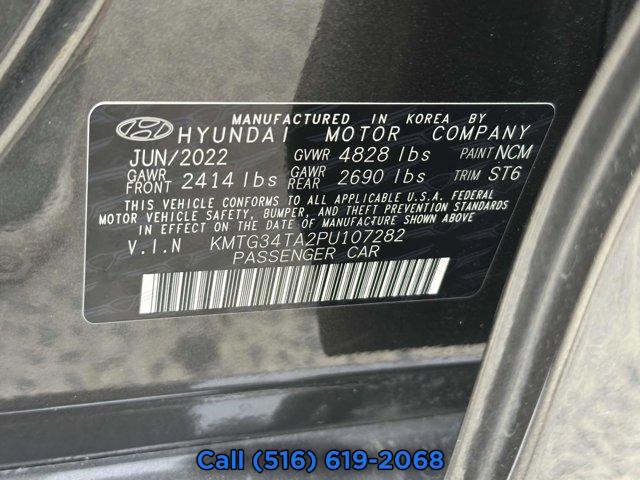 MANUFACTURED IN KOREA BY
HYUNDAI MOTOR COMPANY
JUN/2022 GVWR 4828 lbs PAINT NCM
GAWR FRONT 2414 lbs GAWR REAR 2690 lbs TRIM ST6
THIS VEHICLE CONFORMS TO ALL APPLICABLE U.S.A. FEDERAL
MOTOR VEHICLE SAFETY, BUMPER, AND THEFT PREVENTION STANDARDS
IN EFFECT ON THE DATE OF MANUFACTURE SHOWN ABOVE
V.I.N KMTG34TA2PU107282
PASSENGER CAR
Call (516) 619-2068